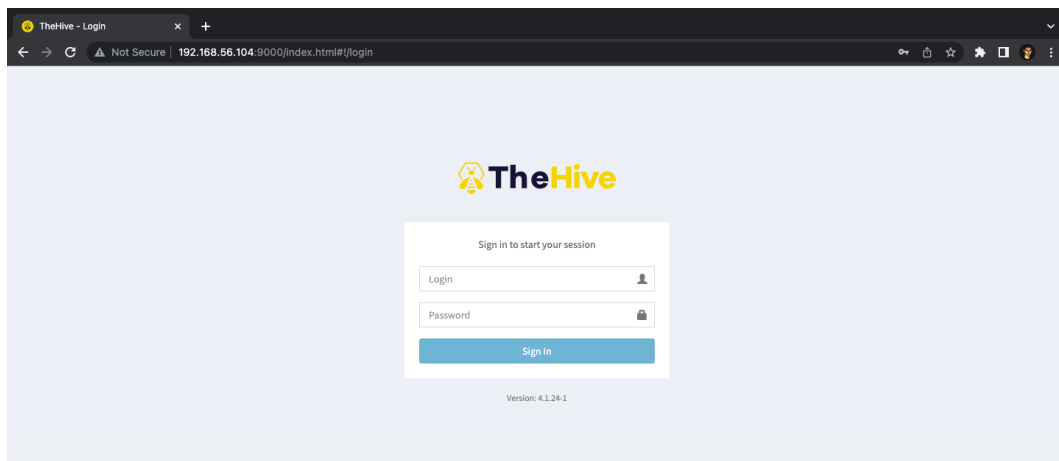 TheHive - Login
Not Secure | 192.168.56.104:9000/index.html#!/login
TheHive
Sign in to start your session
Login
Password
Sign In
Version: 4.1.24-1